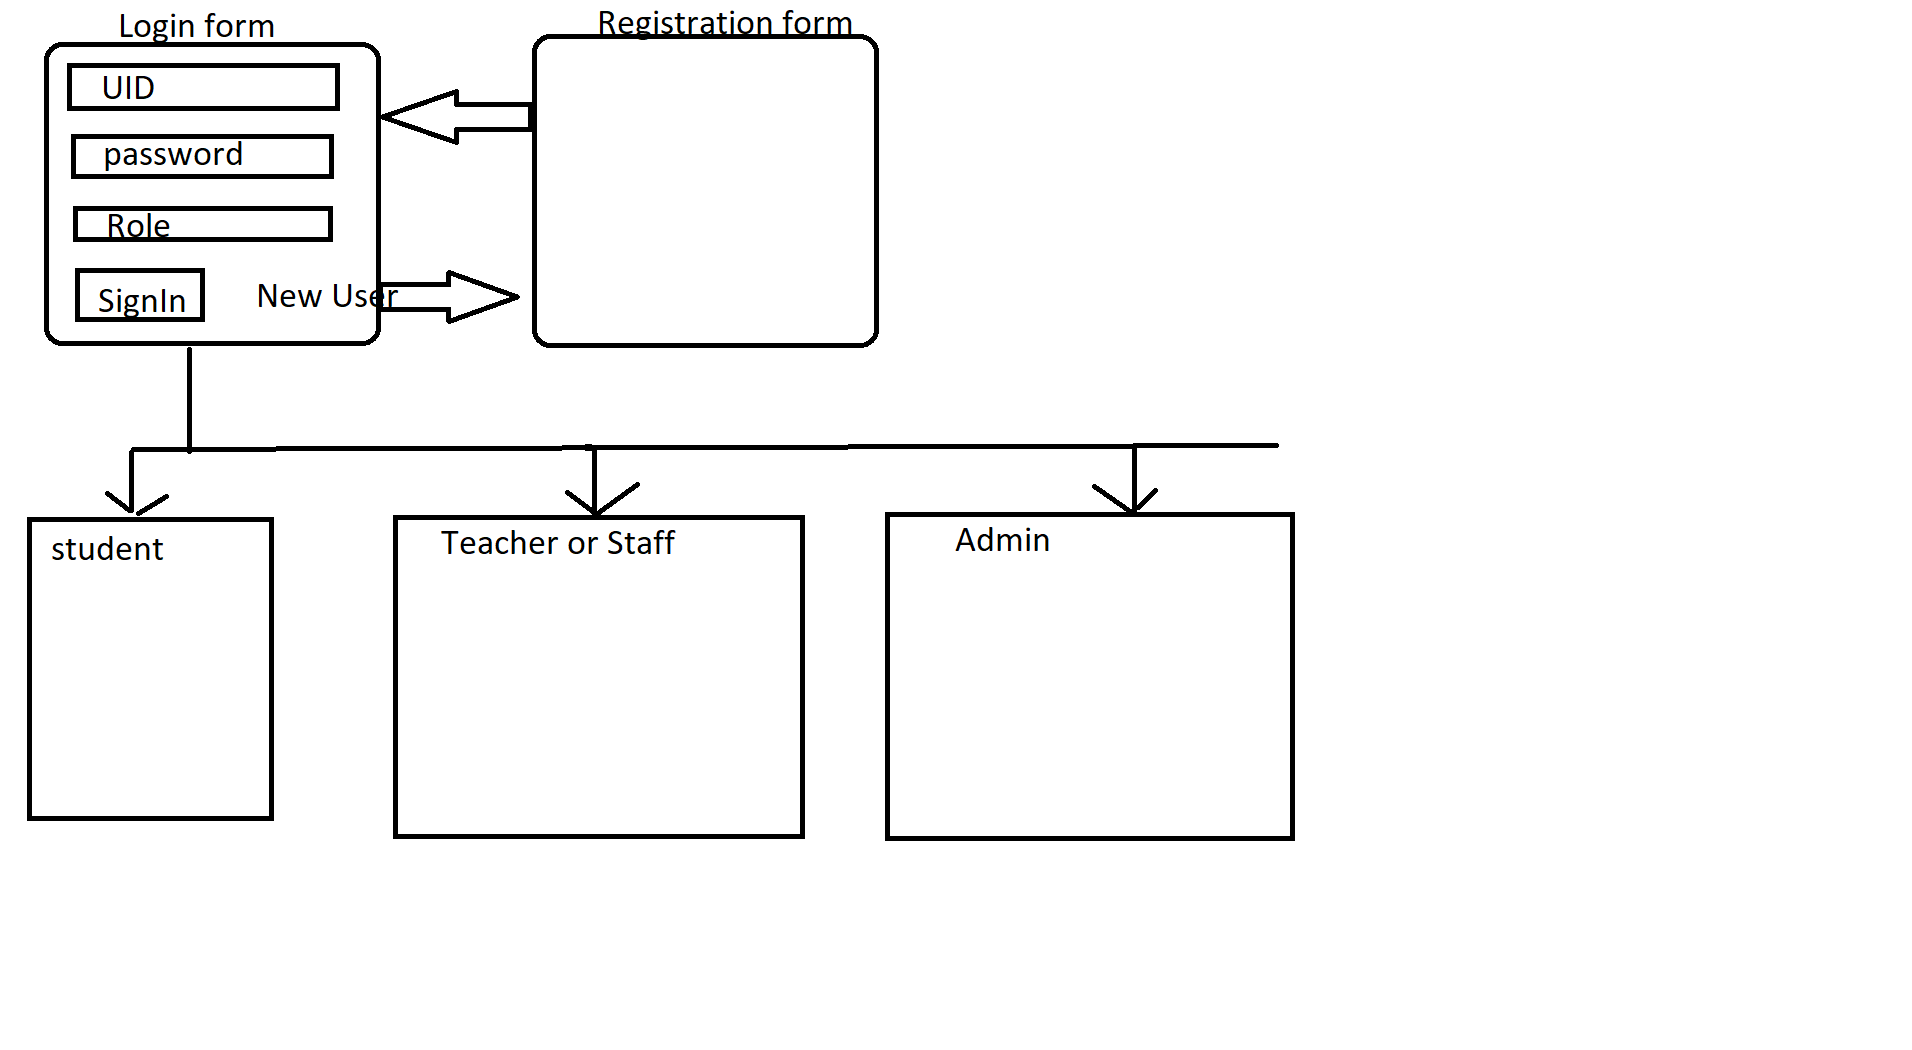 Login form
Registration form
UID
password
Role
SignIn
New User
student
Teacher or Staff
Admin